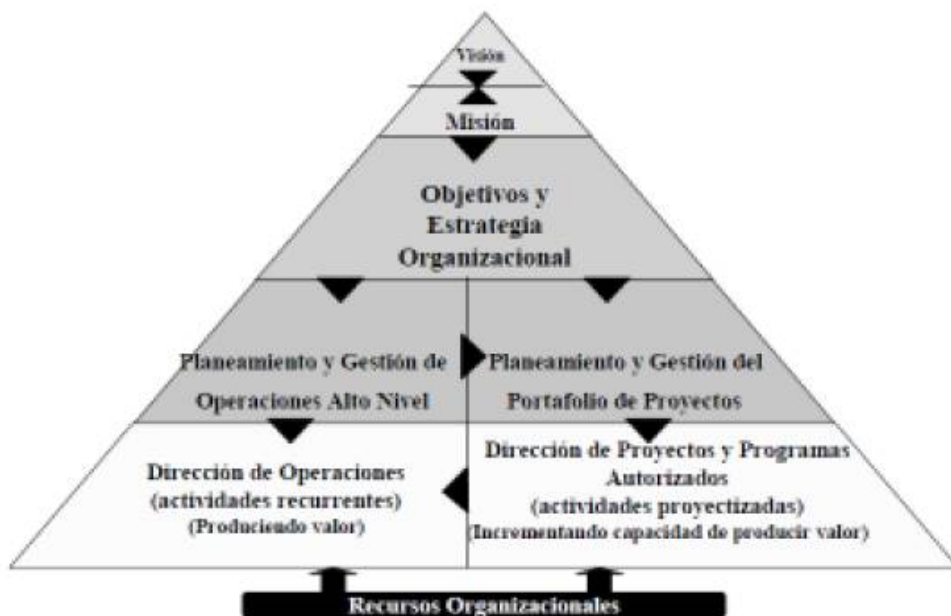 Visión
Misión
Objetivos y
Estrategia
Organizacional
Planeamiento y Gestión de
Operaciones Alto Nivel
Planeamiento y Gestión del
Portafolio de Proyectos
Dirección de Operaciones
(actividades recurrentes)
(Produciendo valor)
Dirección de Proyectos y Programas
Autorizados
(actividades proyectizadas)
(Incrementando capacidad de producir valor)
Recursos Organizacionales